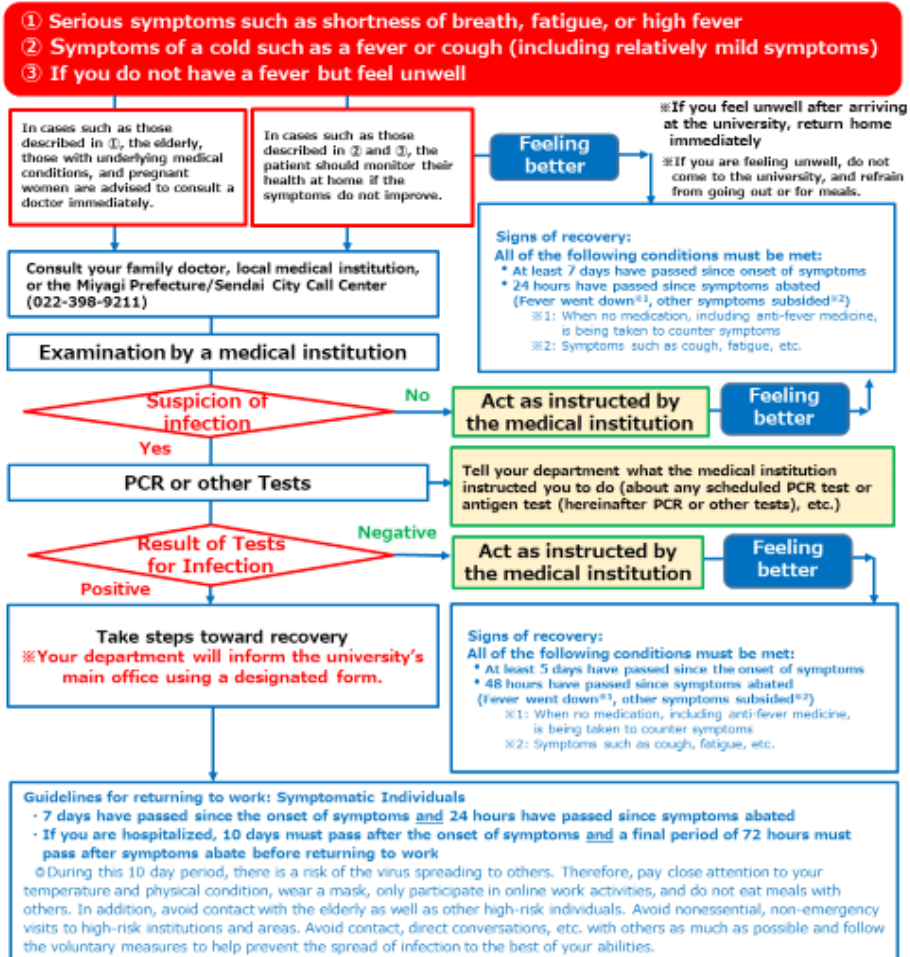 ① Serious symptoms such as shortness of breath, fatigue, or high fever
② Symptoms of a cold such as a fever or cough (including relatively mild symptoms)
③ If you do not have a fever but feel unwell
In cases such as those
described in ①, the elderly,
those with underlying medical
conditions, and pregnant
women are advised to consult a
doctor immediately.
In cases such as those
described in ② and ③, the
patient should monitor their
health at home if the
symptoms do not improve.
Feeling
better
※If you feel unwell after arriving
at the university, return home
immediately
※If you are feeling unwell, do not
come to the university, and refrain
from going out or for meals.
Signs of recovery:
All of the following conditions must be met:
• At least 7 days have passed since onset of symptoms
• 24 hours have passed since symptoms abated
(Fever went down※1, other symptoms subsided※2)
※1: When no medication, including anti-fever medicine,
is being taken to counter symptoms
※2: Symptoms such as cough, fatigue, etc.
Consult your family doctor, local medical institution,
or the Miyagi Prefecture/Sendai City Call Center
(022-398-9211)
Examination by a medical institution
Suspicion of
infection
No
Act as instructed by
the medical institution
Feeling
better
Yes
PCR or other Tests
Tell your department what the medical institution
instructed you to do (about any scheduled PCR test or
antigen test (hereinafter PCR or other tests), etc.)
Result of Tests
for Infection
Negative
Act as instructed by
the medical institution
Feeling
better
Positive
Take steps toward recovery
※Your department will inform the university's
main office using a designated form.
Signs of recovery:
All of the following conditions must be met:
• At least 5 days have passed since the onset of symptoms
• 48 hours have passed since symptoms abated
(Fever went down※1, other symptoms subsided※2)
※1: When no medication, including anti-fever medicine,
is being taken to counter symptoms
※2: Symptoms such as cough, fatigue, etc.
Guidelines for returning to work: Symptomatic Individuals
・7 days have passed since the onset of symptoms and 24 hours have passed since symptoms abated
・If you are hospitalized, 10 days must pass after the onset of symptoms and a final period of 72 hours must
pass after symptoms abate before returning to work
◎During this 10 day period, there is a risk of the virus spreading to others. Therefore, pay close attention to your
temperature and physical condition, wear a mask, only participate in online work activities, and do not eat meals with
others. In addition, avoid contact with the elderly as well as other high-risk individuals. Avoid nonessential, non-emergency
visits to high-risk institutions and areas. Avoid contact, direct conversations, etc. with others as much as possible and follow
the voluntary measures to help prevent the spread of infection to the best of your abilities.